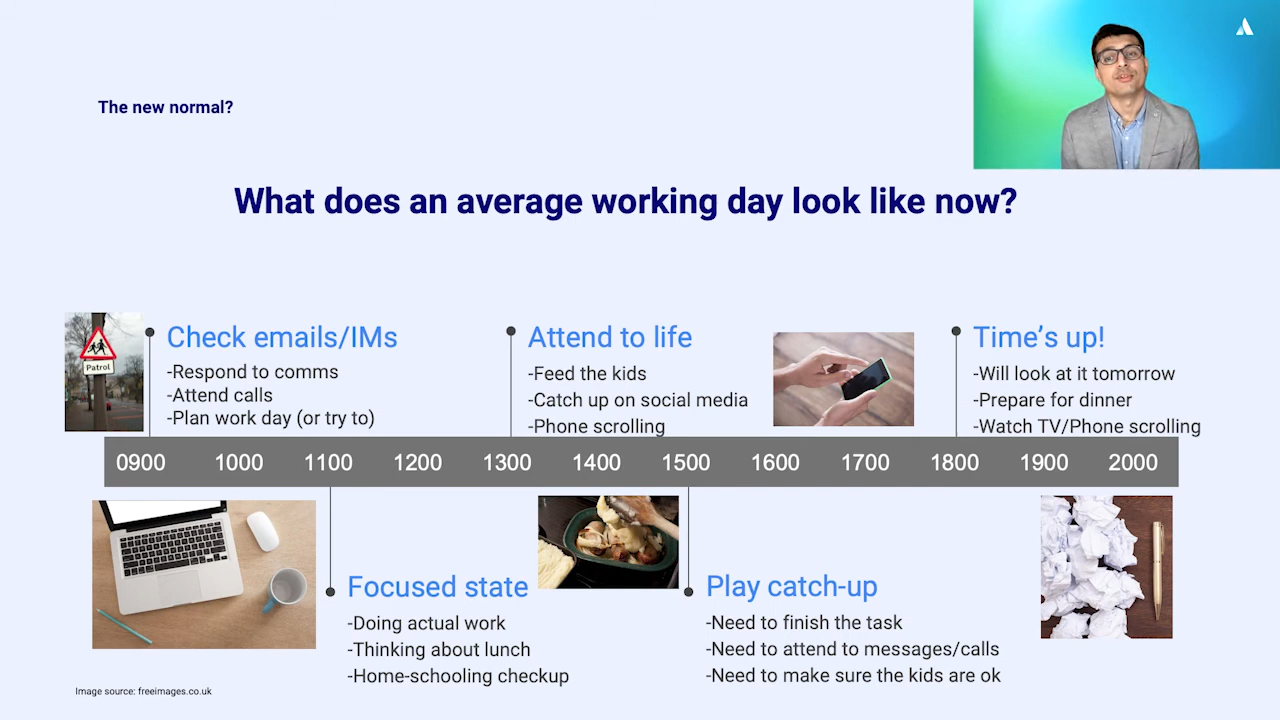 The new normal?
What does an average working day look like now?
Patrol
Check emails/IMs
-Respond to comms
-Attend calls
-Plan work day (or try to)
Attend to life
-Feed the kids
-Catch up on social media
-Phone scrolling
Time's up!
-Will look at it tomorrow
-Prepare for dinner
-Watch TV/Phone scrolling
0900 1000 1100 1200 1300 1400 1500 1600 1700 1800 1900 2000
Focused state
-Doing actual work
-Thinking about lunch
-Home-schooling checkup
Play catch-up
-Need to finish the task
-Need to attend to messages/calls
-Need to make sure the kids are ok
Image source: freeimages.co.uk